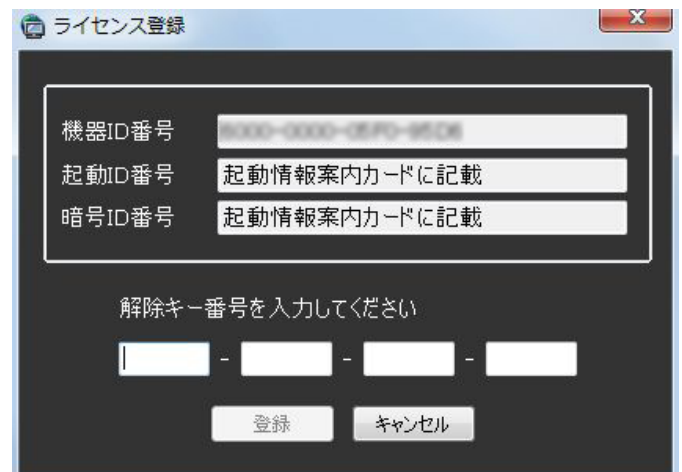 ライセンス登録
機器ID番号
起動ID番号 起動情報案内カードに記載
暗号ID番号 起動情報案内カードに記載
解除キー番号を入力してください
- - -
登録 キャンセル